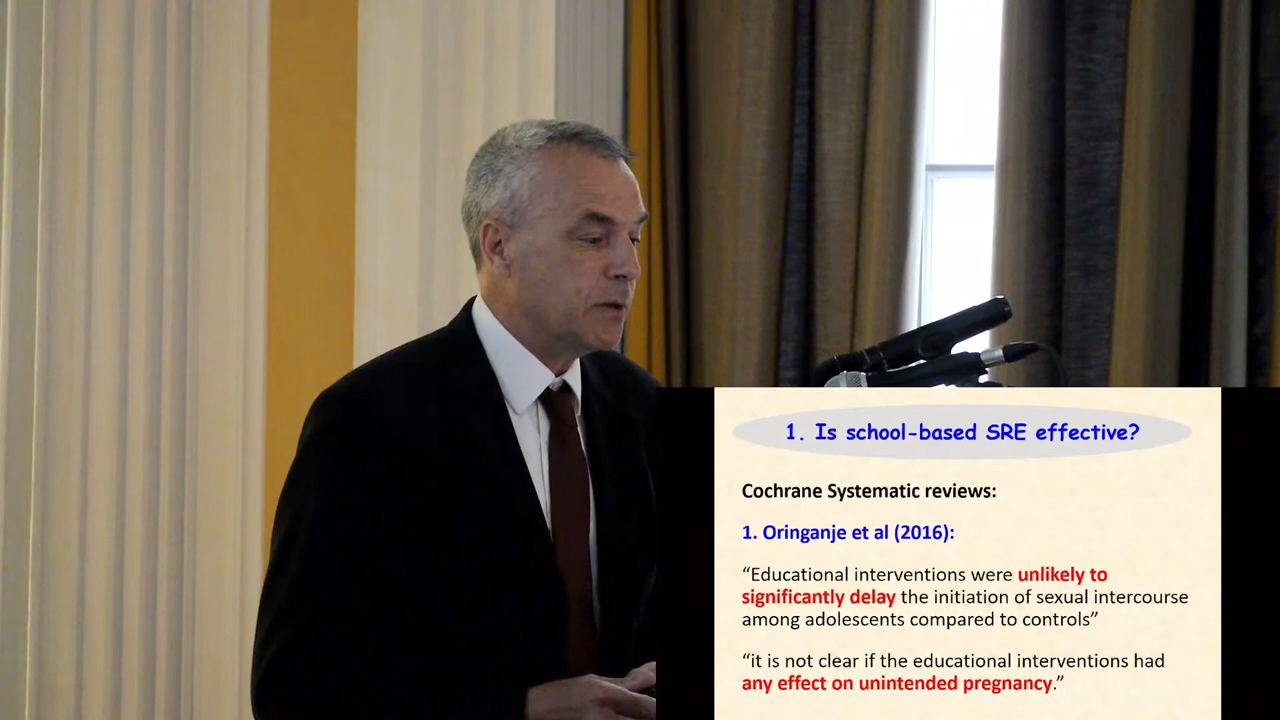 1. Is school-based SRE effective?
Cochrane Systematic reviews:
1. Oringanje et al (2016):
“Educational interventions were unlikely to
significantly delay the initiation of sexual intercourse
among adolescents compared to controls”
“it is not clear if the educational interventions had
any effect on unintended pregnancy.”